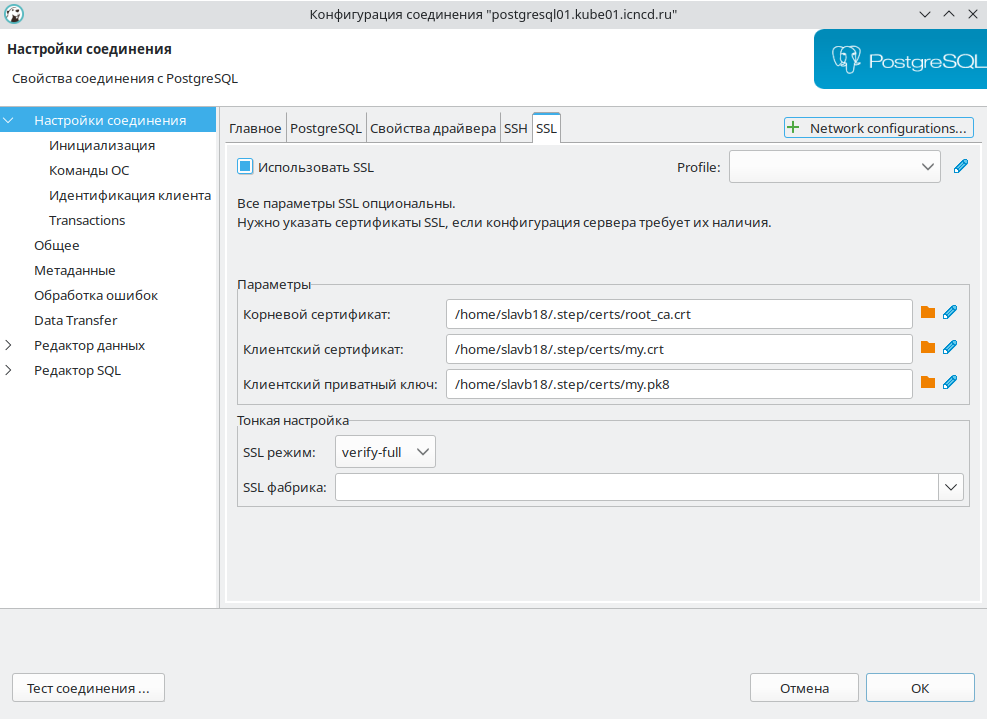 Конфигурация соединения "postgresql01.kube01.icncd.ru"
Настройки соединения
Свойства соединения с PostgreSQL
PostgreSQL
Настройки соединения
Инициализация
Команды ОС
Идентификация клиента
Transactions
Общее
Метаданные
Обработка ошибок
Data Transfer
Редактор данных
Редактор SQL
Главное PostgreSQL Свойства драйвера SSH SSL
Network configurations...
Использовать SSL
Profile:
Все параметры SSL опциональны.
Нужно указать сертификаты SSL, если конфигурация сервера требует их наличия.
Параметры
Корневой сертификат: /home/slavb18/.step/certs/root_ca.crt
Клиентский сертификат: /home/slavb18/.step/certs/my.crt
Клиентский приватный ключ: /home/slavb18/.step/certs/my.pk8
Тонкая настройка
SSL режим: verify-full
SSL фабрика:
Тест соединения ...
Отмена
ОК